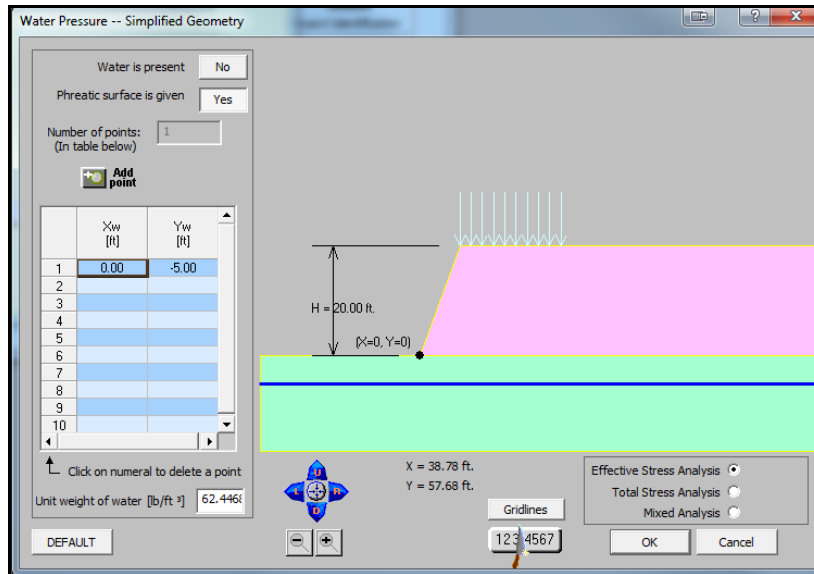 Water Pressure -- Simplified Geometry
Water is present No
Phreatic surface is given Yes
Number of points: 1
(In table below)
Add point
Xw [ft] Yw [ft]
1 0.00 -5.00
2
3
4
5
6
7
8
9
10
Click on numeral to delete a point
Unit weight of water [lb/ft ³] 62.446
DEFAULT
H = 20.00 ft.
(X=0, Y=0)
U
L R
D
X = 38.78 ft.
Y = 57.68 ft.
Gridlines
1234567
Effective Stress Analysis
Total Stress Analysis
Mixed Analysis
OK Cancel